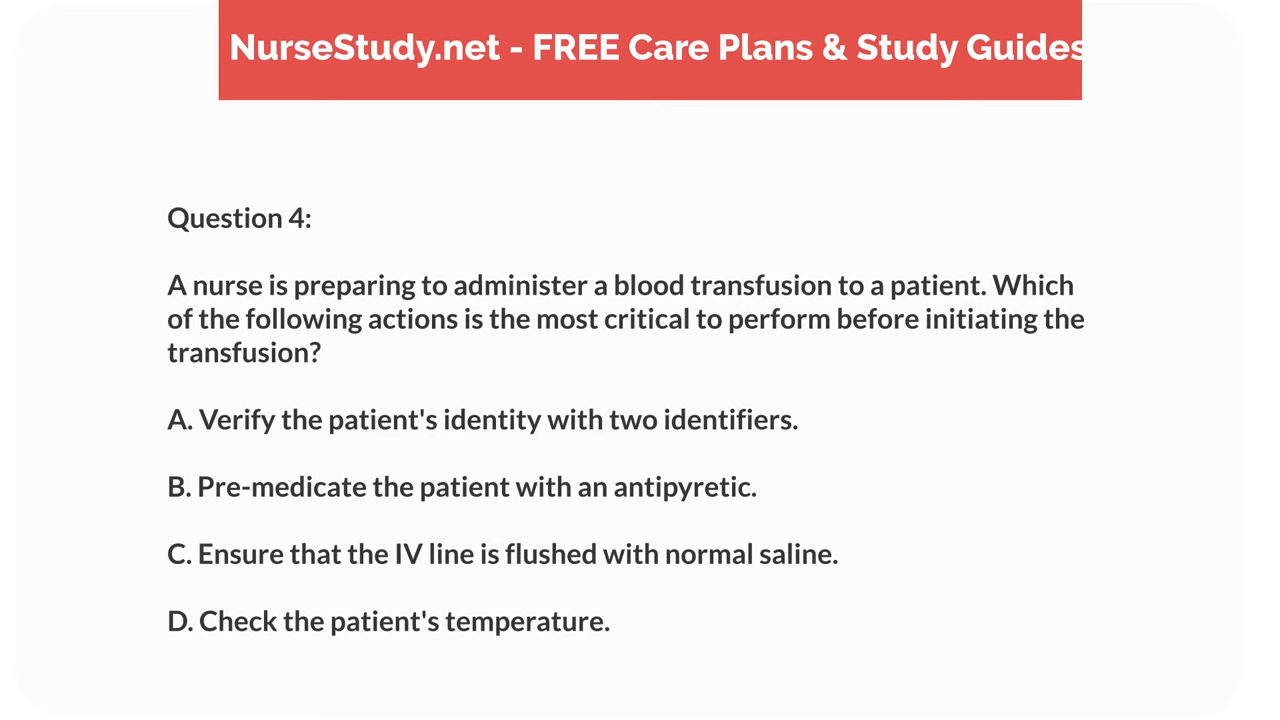 NurseStudy.net - FREE Care Plans & Study Guides
Question 4:
A nurse is preparing to administer a blood transfusion to a patient. Which
of the following actions is the most critical to perform before initiating the
transfusion?
A. Verify the patient's identity with two identifiers.
B. Pre-medicate the patient with an antipyretic.
C. Ensure that the IV line is flushed with normal saline.
D. Check the patient's temperature.